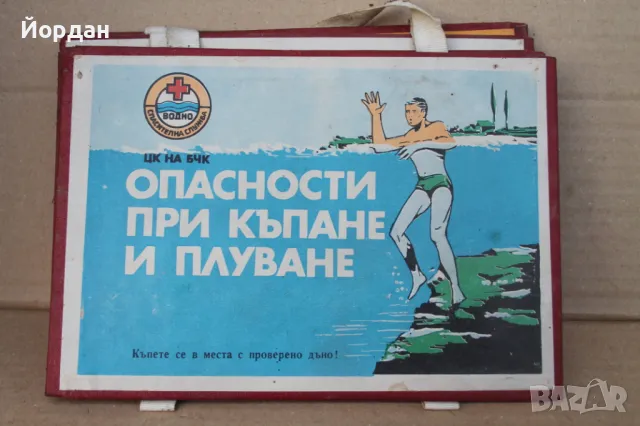 Йордан
ВОДНО
СПАСИТЕЛНА СЛУЖБА
ЦК НА БЧК
ОПАСНОСТИ
ПРИ КЪПАНЕ
И ПЛУВАНЕ
Къпете се в места с проверено дъно!
BAZAR